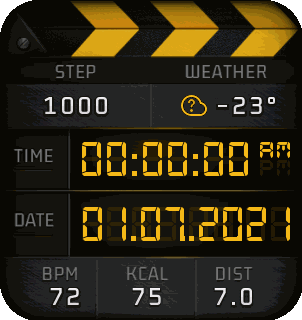 STEP WEATHER
1000 ? -23°
TIME 00:00:00 AM
PM
DATE 01.07.2021
BPM KCAL DIST
72 75 7.0